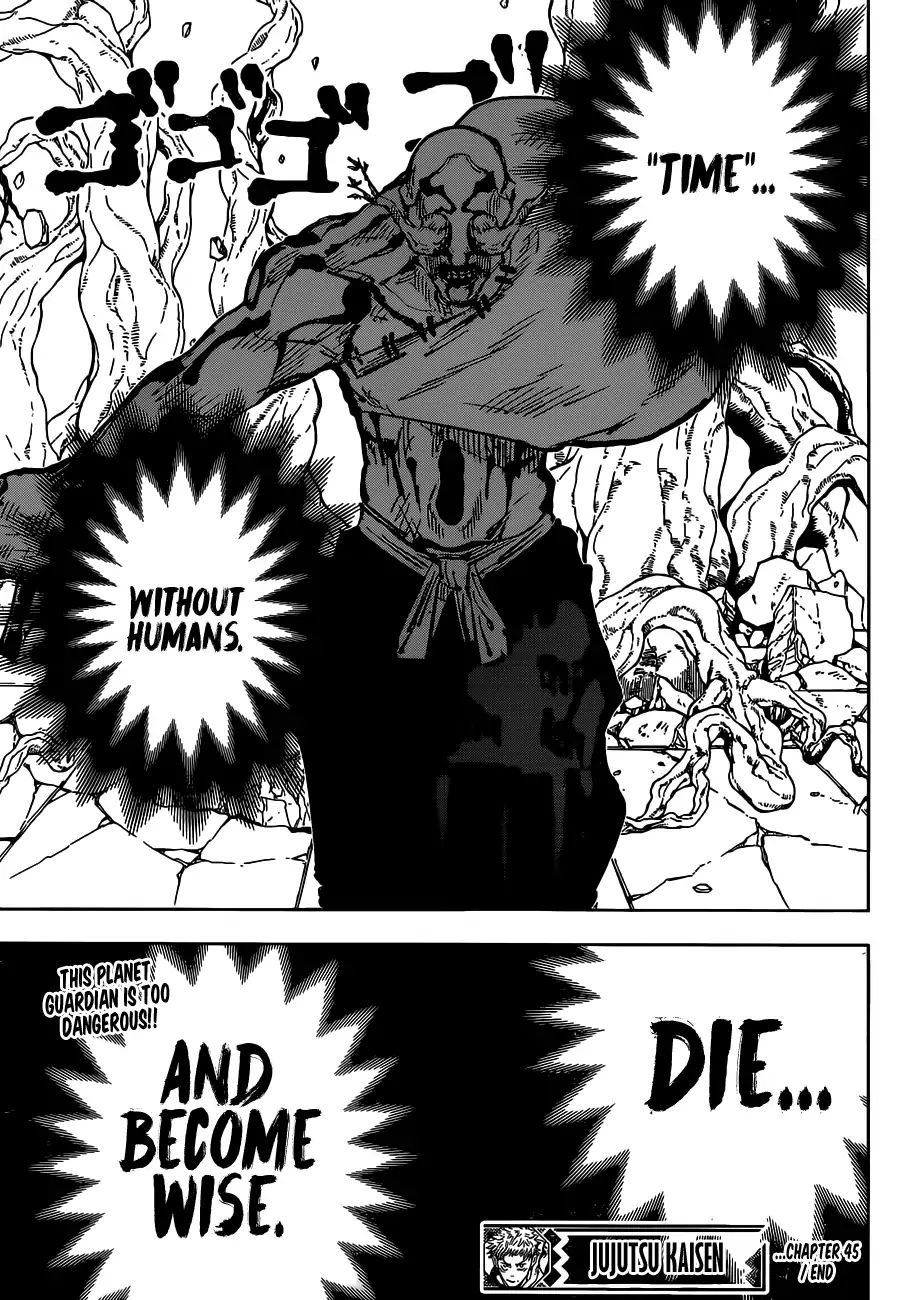 "TIME"...
ゴゴゴゴ
WITHOUT
HUMANS.
DIE...
THIS PLANET
GUARDIAN IS TOO
DANGEROUS!!
AND
BECOME
WISE.
JUJUTSU KAISEN
...CHAPTER 45
/ END